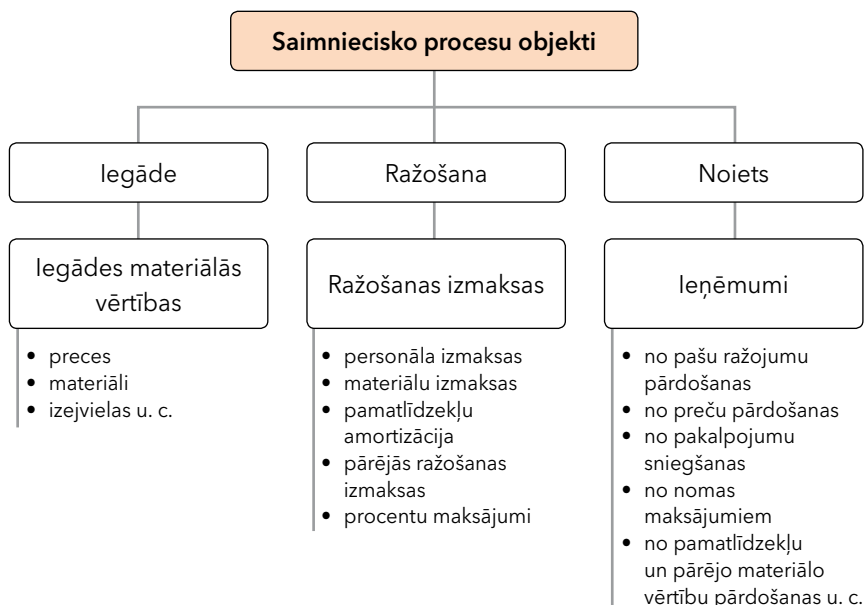 Saimniecisko procesu objekti
Iegāde
Ražošana
Noiets
Iegādes materiālās
vērtības
Ražošanas izmaksas
Ieņēmumi
• preces
• materiāli
• izejvielas u. c.
• personāla izmaksas
• materiālu izmaksas
• pamatlīdzekļu
amortizācija
• pārējās ražošanas
izmaksas
• procentu maksājumi
• no pašu ražojumu
pārdošanas
• no preču pārdošanas
• no pakalpojumu
sniegšanas
• no nomas
maksājumiem
• no pamatlīdzekļu
un pārējo materiālo
vērtību pārdošanas u. c.